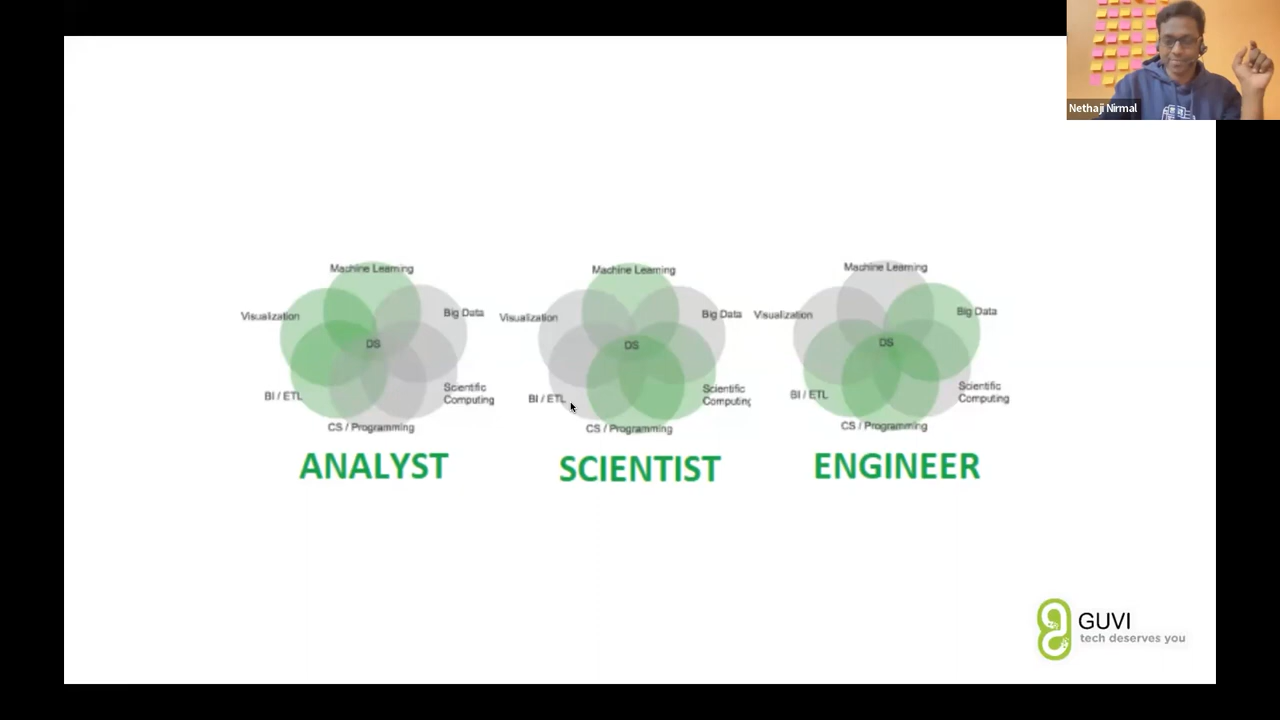 Nethaji Nirmal
Machine Learning
Visualization
Big Data
DS
BI / ETL
Scientific
Computing
CS / Programming
ANALYST
Machine Learning
Visualization
Big Data
DS
BI / ETL
Scientific
Computing
CS / Programming
SCIENTIST
Machine Learning
Visualization
Big Data
DS
BI / ETL
Scientific
Computing
CS / Programming
ENGINEER
GUVI
tech deserves you